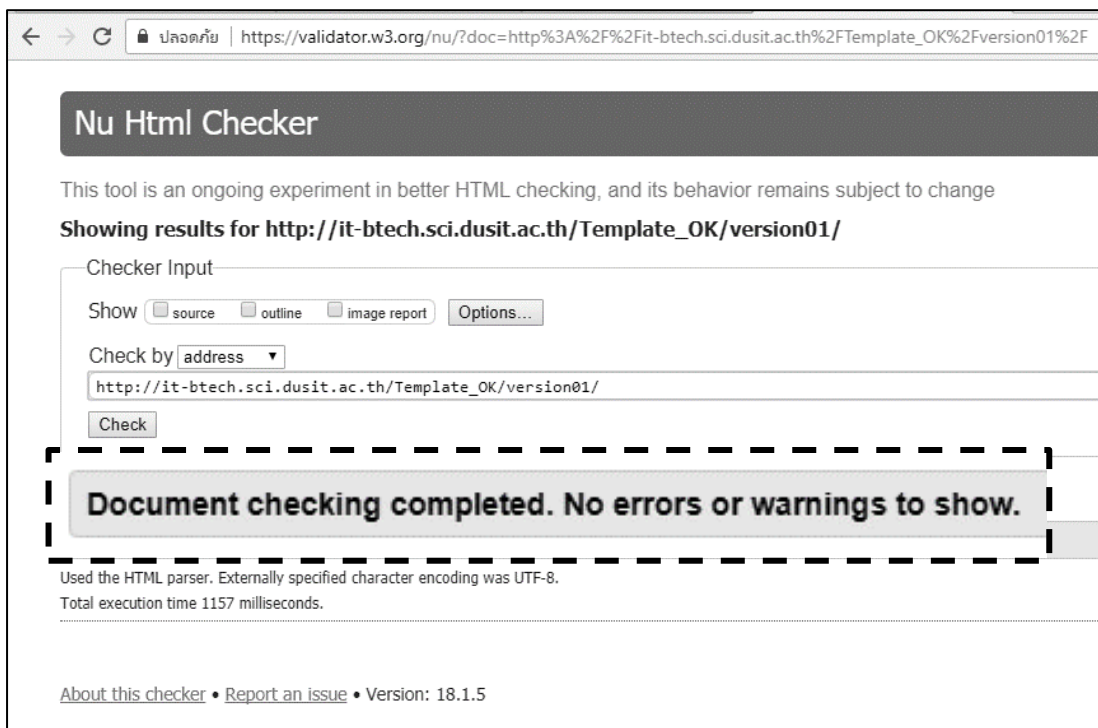 ปลอดภัย | https://validator.w3.org/nu/?doc=http%3A%2F%2Fit-btech.sci.dusit.ac.th%2FTemplate_OK%2Fversion01%2F
Nu Html Checker
This tool is an ongoing experiment in better HTML checking, and its behavior remains subject to change
Showing results for http://it-btech.sci.dusit.ac.th/Template_OK/version01/
Checker Input
Show source outline image report Options...
Check by address
http://it-btech.sci.dusit.ac.th/Template_OK/version01/
Check
Document checking completed. No errors or warnings to show.
Used the HTML parser. Externally specified character encoding was UTF-8.
Total execution time 1157 milliseconds.
About this checker • Report an issue • Version: 18.1.5